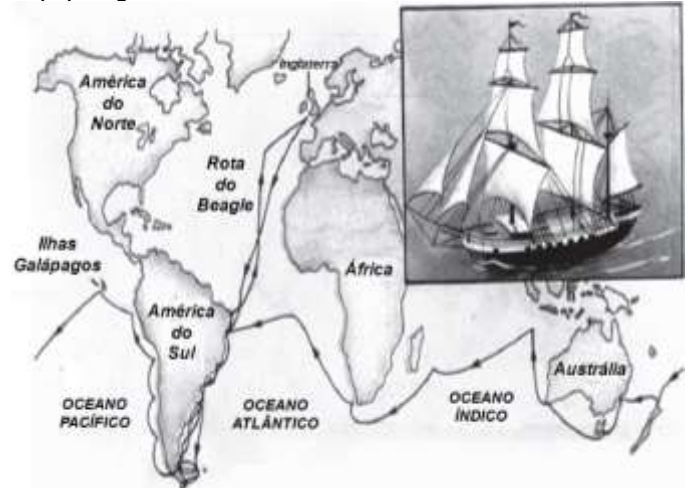 Inglaterra
América
do
Norte
Rota
do
Beagle
Ilhas
Galápagos
África
América
do
Sul
Austrália
OCEANO
PACÍFICO
OCEANO
ATLÂNTICO
OCEANO
ÍNDICO